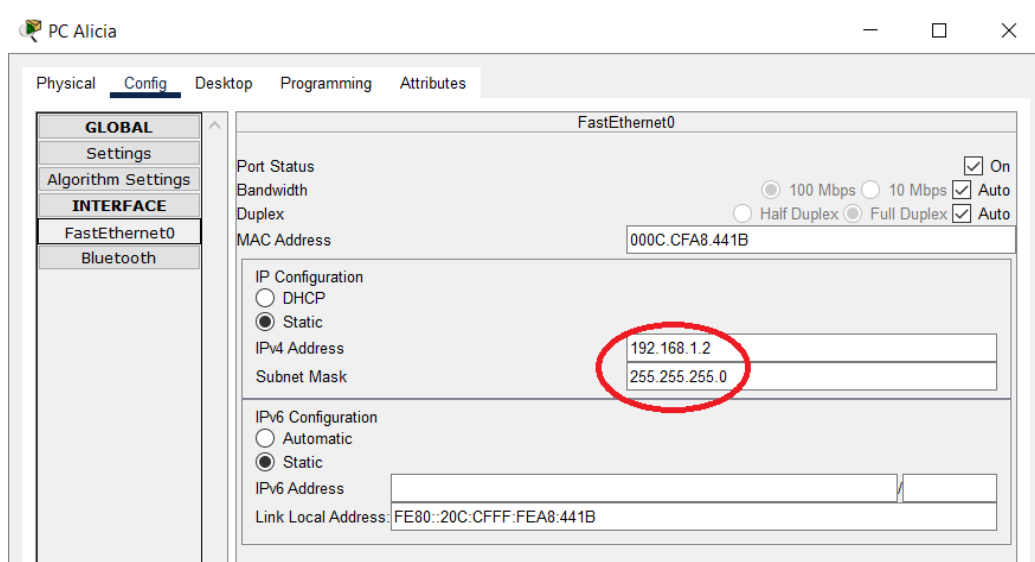 PC Alicia
Physical Config Desktop Programming Attributes
GLOBAL
Settings
Algorithm Settings
INTERFACE
FastEthernet0
Bluetooth
FastEthernet0
Port Status On
Bandwidth 100 Mbps 10 Mbps Auto
Duplex Half Duplex Full Duplex Auto
MAC Address 000C.CFA8.441B
IP Configuration
DHCP
Static
IPv4 Address 192.168.1.2
Subnet Mask 255.255.255.0
IPv6 Configuration
Automatic
Static
IPv6 Address /
Link Local Address: FE80::20C:CFFF:FEA8:441B